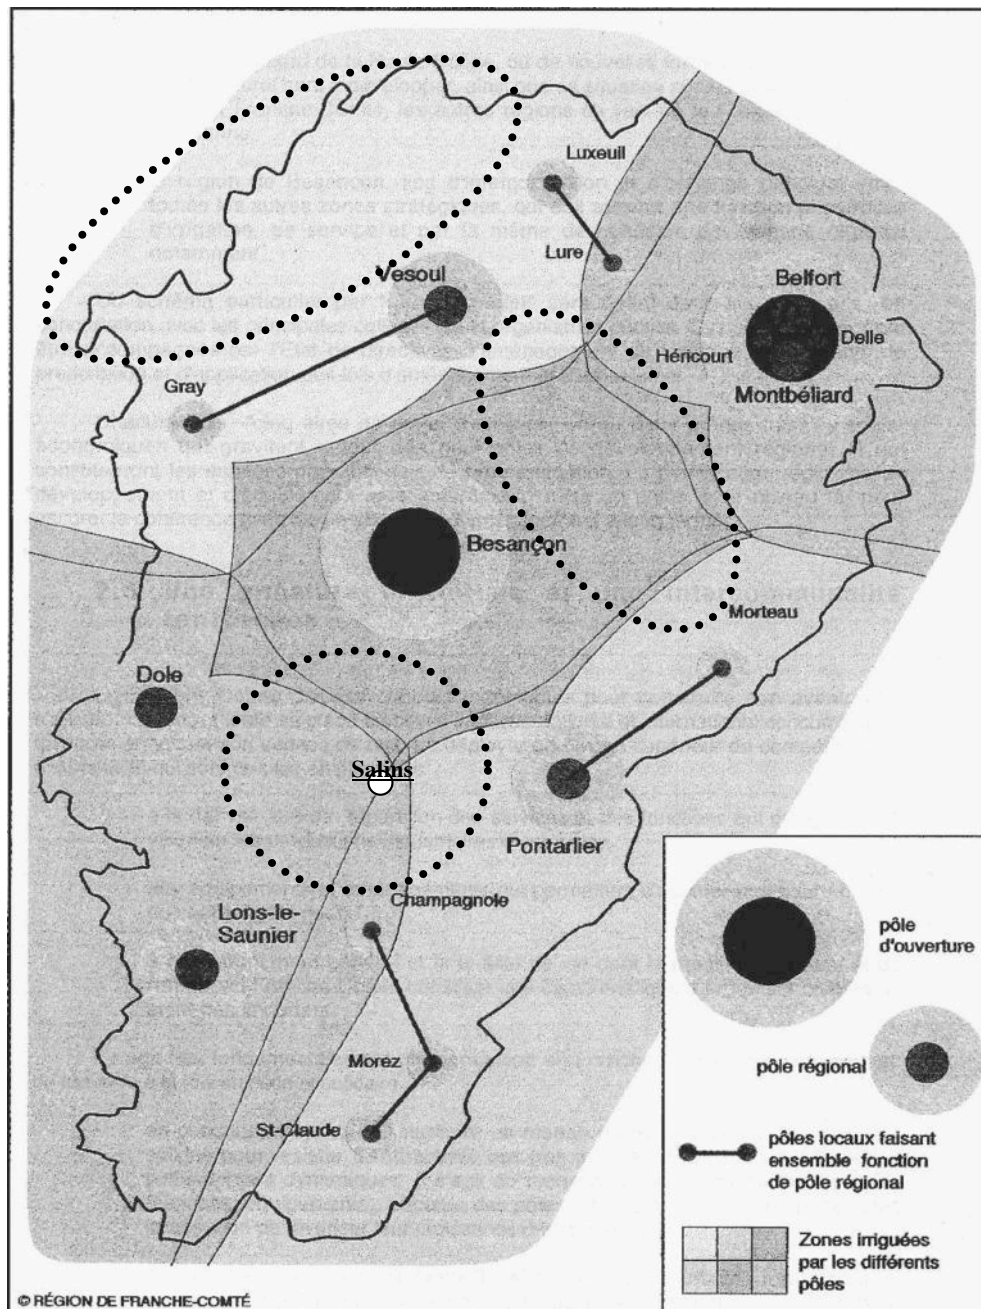 Luxeuil
Lure
Vesoul
Belfort
Delle
Héricourt
Montbéliard
Gray
Besançon
Morteau
Dole
Salins
Pontarlier
Champagnole
Lons-le-
Saunier
Morez
St-Claude
pôle
d'ouverture
pôle régional
pôles locaux faisant
ensemble fonction
de pôle régional
Zones irriguées
par les différents
pôles
© RÉGION DE FRANCHE-COMTÉ